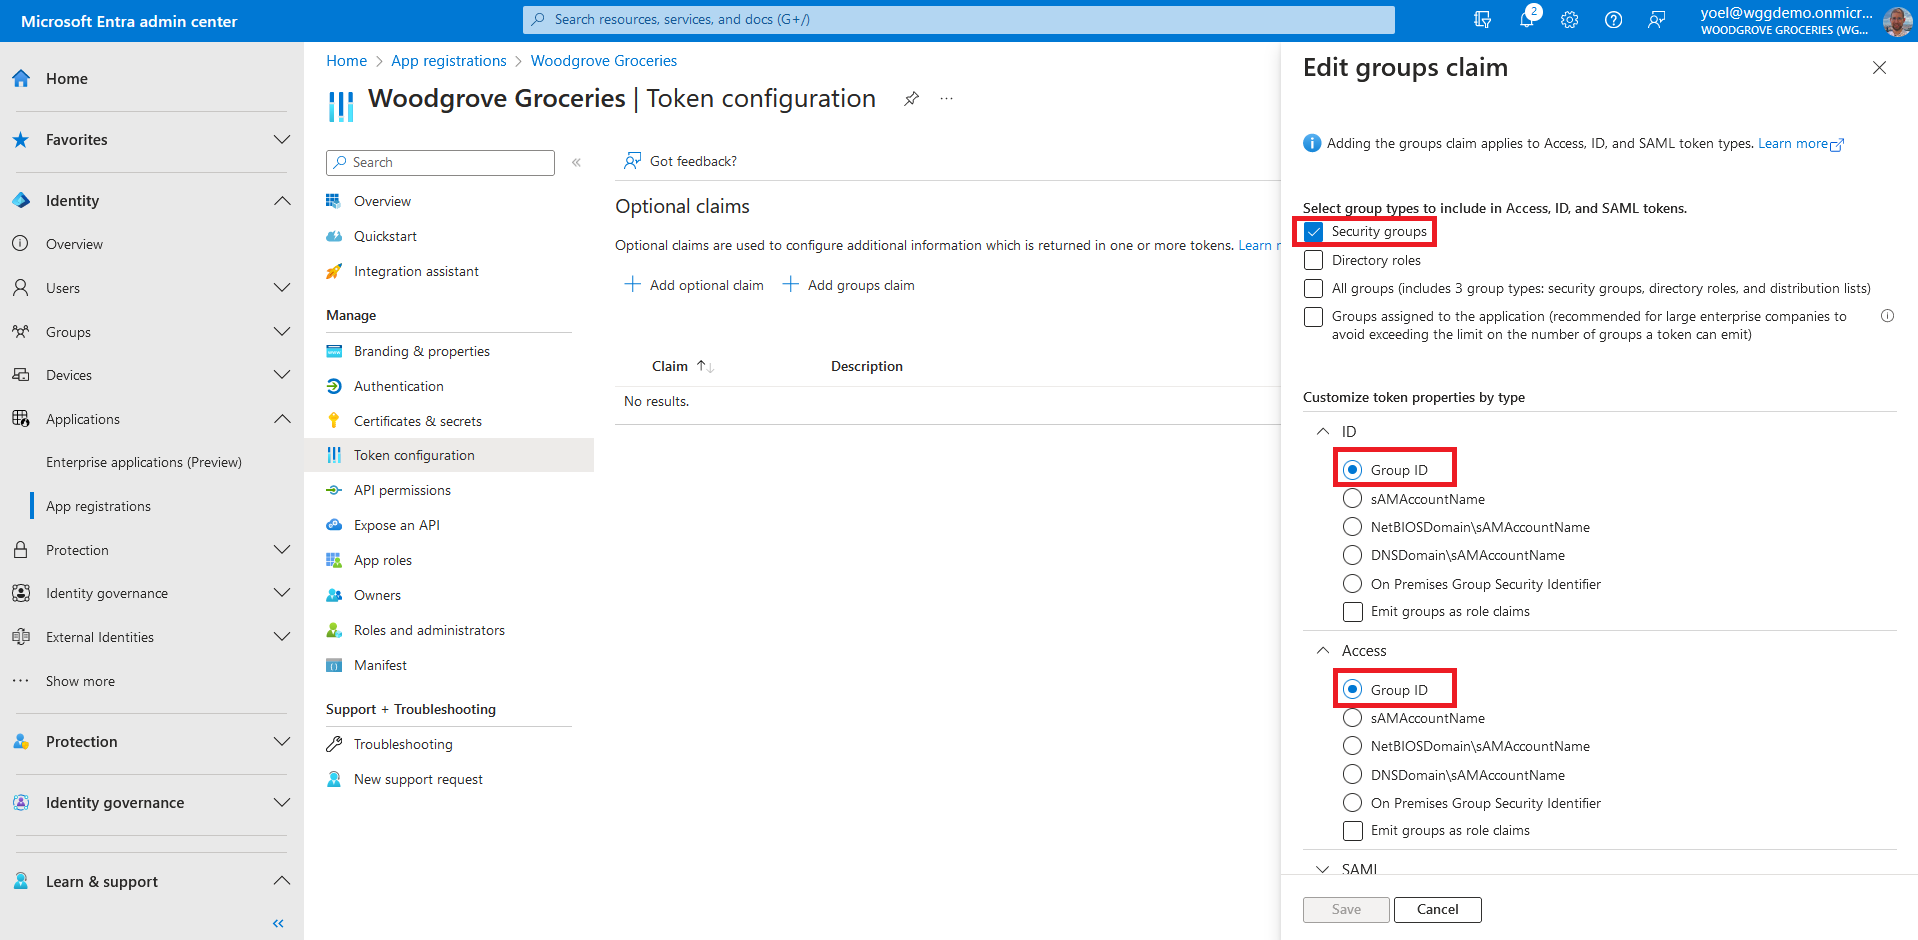 Microsoft Entra admin center
Search resources, services, and docs (G+/)
2
yoel@wggdemo.onmicr...
WOODGROVE GROCERIES (WG...
Home
Favorites
Identity
Overview
Users
Groups
Devices
Applications
Enterprise applications (Preview)
App registrations
Protection
Identity governance
External Identities
Show more
Protection
Identity governance
Learn & support
Home > App registrations > Woodgrove Groceries
Woodgrove Groceries | Token configuration
Search
Overview
Quickstart
Integration assistant
Manage
Branding & properties
Authentication
Certificates & secrets
Token configuration
API permissions
Expose an API
App roles
Owners
Roles and administrators
Manifest
Support + Troubleshooting
Troubleshooting
New support request
Got feedback?
Optional claims
Optional claims are used to configure additional information which is returned in one or more tokens. Learn
Add optional claim
Add groups claim
Claim
Description
No results.
Edit groups claim
Adding the groups claim applies to Access, ID, and SAML token types. Learn more
Select group types to include in Access, ID, and SAML tokens.
Security groups
Directory roles
All groups (includes 3 group types: security groups, directory roles, and distribution lists)
Groups assigned to the application (recommended for large enterprise companies to
avoid exceeding the limit on the number of groups a token can emit)
Customize token properties by type
ID
Group ID
sAMAccountName
NetBIOSDomain\sAMAccountName
DNSDomain\sAMAccountName
On Premises Group Security Identifier
Emit groups as role claims
Access
Group ID
sAMAccountName
NetBIOSDomain\sAMAccountName
DNSDomain\sAMAccountName
On Premises Group Security Identifier
Emit groups as role claims
SAML
Save
Cancel